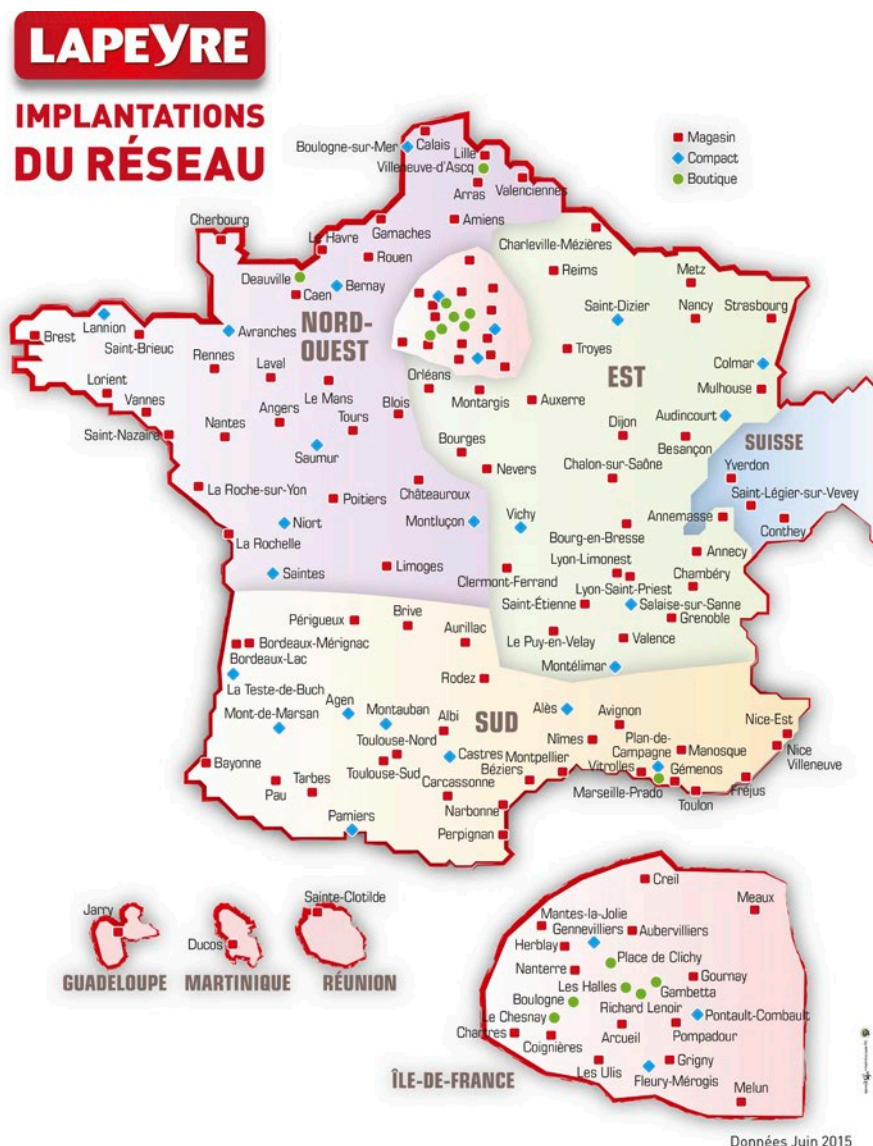 LAPEYRE
IMPLANTATIONS
DU RÉSEAU
Magasin
Compact
Boutique
Boulogne-sur-Mer
Calais
Lille
Villeneuve-d'Ascq
Arras
Valenciennes
Cherbourg
Gamaches
Amiens
Le Havre
Rouen
Charleville-Mézières
Deauville
Caen
Bernay
Reims
Metz
Saint-Dizier
Nancy
Strasbourg
Lannion
Brest
Saint-Brieuc
Avranches
NORD-
OUEST
Rennes
Laval
Troyes
Colmar
EST
Orléans
Lorient
Vannes
Le Mans
Blois
Montargis
Auxerre
Mulhouse
Angers
Tours
Audincourt
Saint-Nazaire
Nantes
Bourges
Dijon
Besançon
SUISSE
Saumur
Nevers
Chalon-sur-Saône
Yverdon
La Roche-sur-Yon
Poitiers
Châteauroux
Saint-Légier-sur-Vevey
Niort
Montluçon
Vichy
Annemasse
Conthey
La Rochelle
Bourg-en-Bresse
Annecy
Saintes
Limoges
Clermont-Ferrand
Lyon-Limonest
Chambéry
Lyon-Saint-Priest
Saint-Étienne
Salaise-sur-Sanne
Périgueux
Brive
Grenoble
Aurillac
Le Puy-en-Velay
Valence
Bordeaux-Mérignac
Bordeaux-Lac
Montélimar
Rodez
La Teste-de-Buch
Agen
Montauban
SUD
Alès
Avignon
Mont-de-Marsan
Albi
Nice-Est
Toulouse-Nord
Nîmes
Plan-de-
Campagne
Manosque
Castres
Montpellier
Nice
Villeneuve
Bayonne
Toulouse-Sud
Béziers
Vitrolles
Gémenos
Tarbes
Pau
Carcassonne
Marseille-Prado
Fréjus
Narbonne
Toulon
Pamiers
Perpignan
Jarry
GUADELOUPE
Ducos
MARTINIQUE
Sainte-Clotilde
RÉUNION
Creil
Meaux
Mantes-la-Jolie
Gennevilliers
Aubervilliers
Herblay
Place de Clichy
Nanterre
Gournay
Les Halles
Gambetta
Boulogne
Richard Lenoir
Le Chesnay
Pontault-Combault
Chartres
Coignières
Arcueil
Pompadour
Les Ulis
Grigny
Fleury-Mérogis
Melun
ÎLE-DE-FRANCE
Données Juin 2015